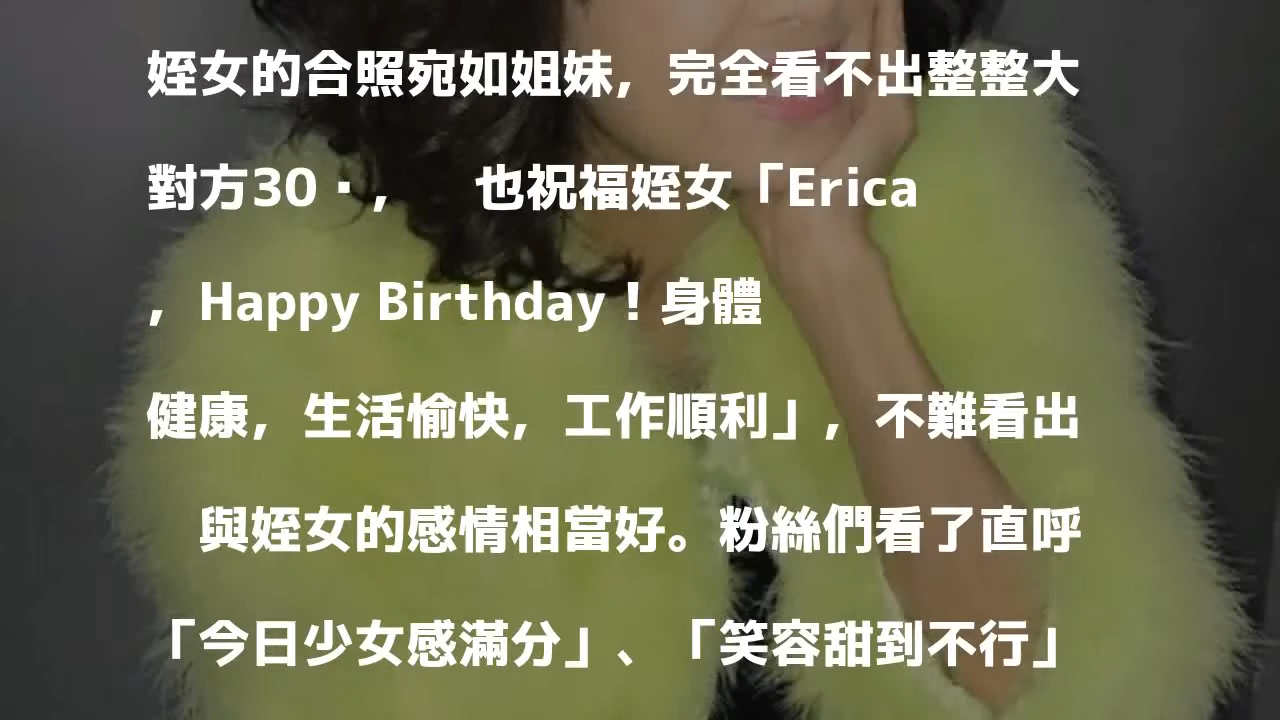 姪女的合照宛如姐妹，完全看不出整整大
對方30▪， 也祝福姪女「Erica
，Happy Birthday！身體
健康，生活愉快，工作順利」，不難看出
與姪女的感情相當好。粉絲們看了直呼
「今日少女感滿分」、「笑容甜到不行」